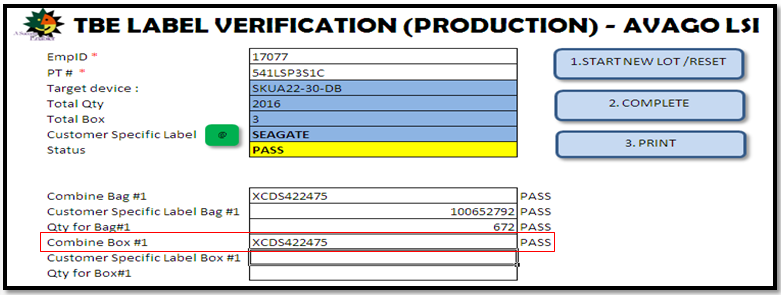 TBE LABEL VERIFICATION (PRODUCTION) - AVAGO LSI
EmpID * 17077
PT # * 541LSP3S1C
Target device : SKUA22-30-DB
Total Qty 2016
Total Box 3
Customer Specific Label @ SEAGATE
Status PASS
1.START NEW LOT /RESET
2. COMPLETE
3. PRINT
Combine Bag #1 XCDS422475 PASS
Customer Specific Label Bag #1 100652792 PASS
Qty for Bag#1 672 PASS
Combine Box #1 XCDS422475 PASS
Customer Specific Label Box #1
Qty for Box#1